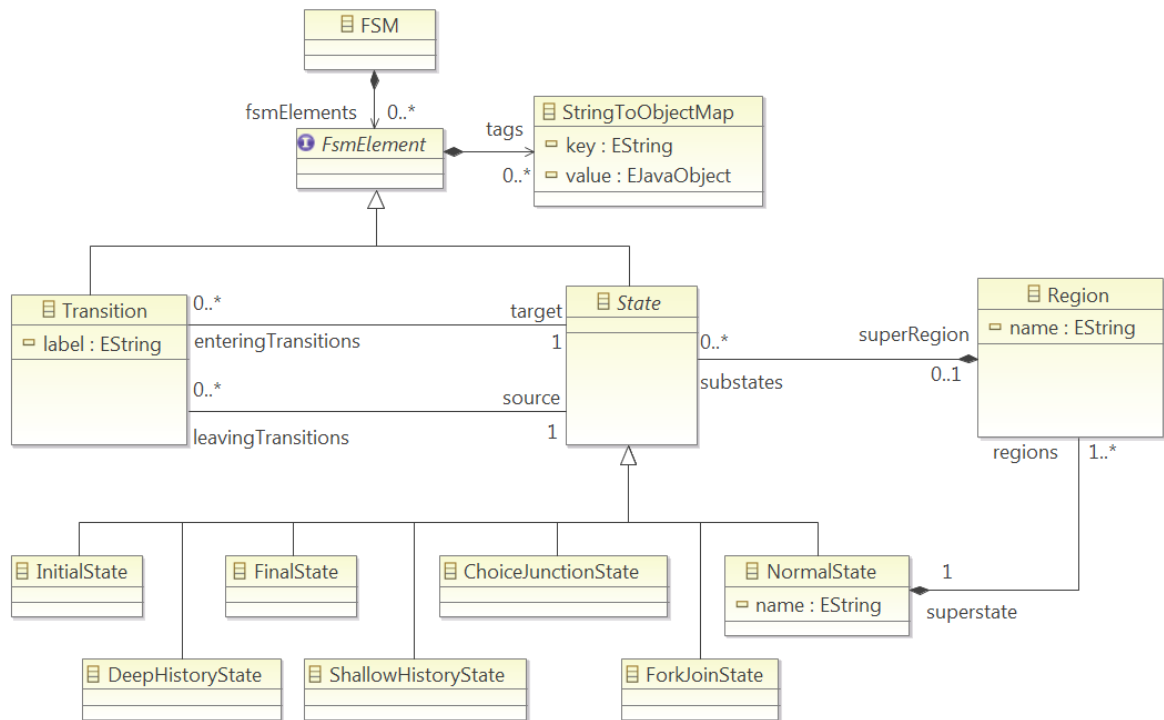 FSM
fsmElements
0..*
FsmElement
tags
0..*
StringToObjectMap
key : EString
value : EJavaObject
Transition
label : EString
0..*
enteringTransitions
target
1
0..*
leavingTransitions
source
1
State
0..*
substates
superRegion
0..1
Region
name : EString
regions
1..*
InitialState
FinalState
ChoiceJunctionState
NormalState
name : EString
1
superstate
DeepHistoryState
ShallowHistoryState
ForkJoinState